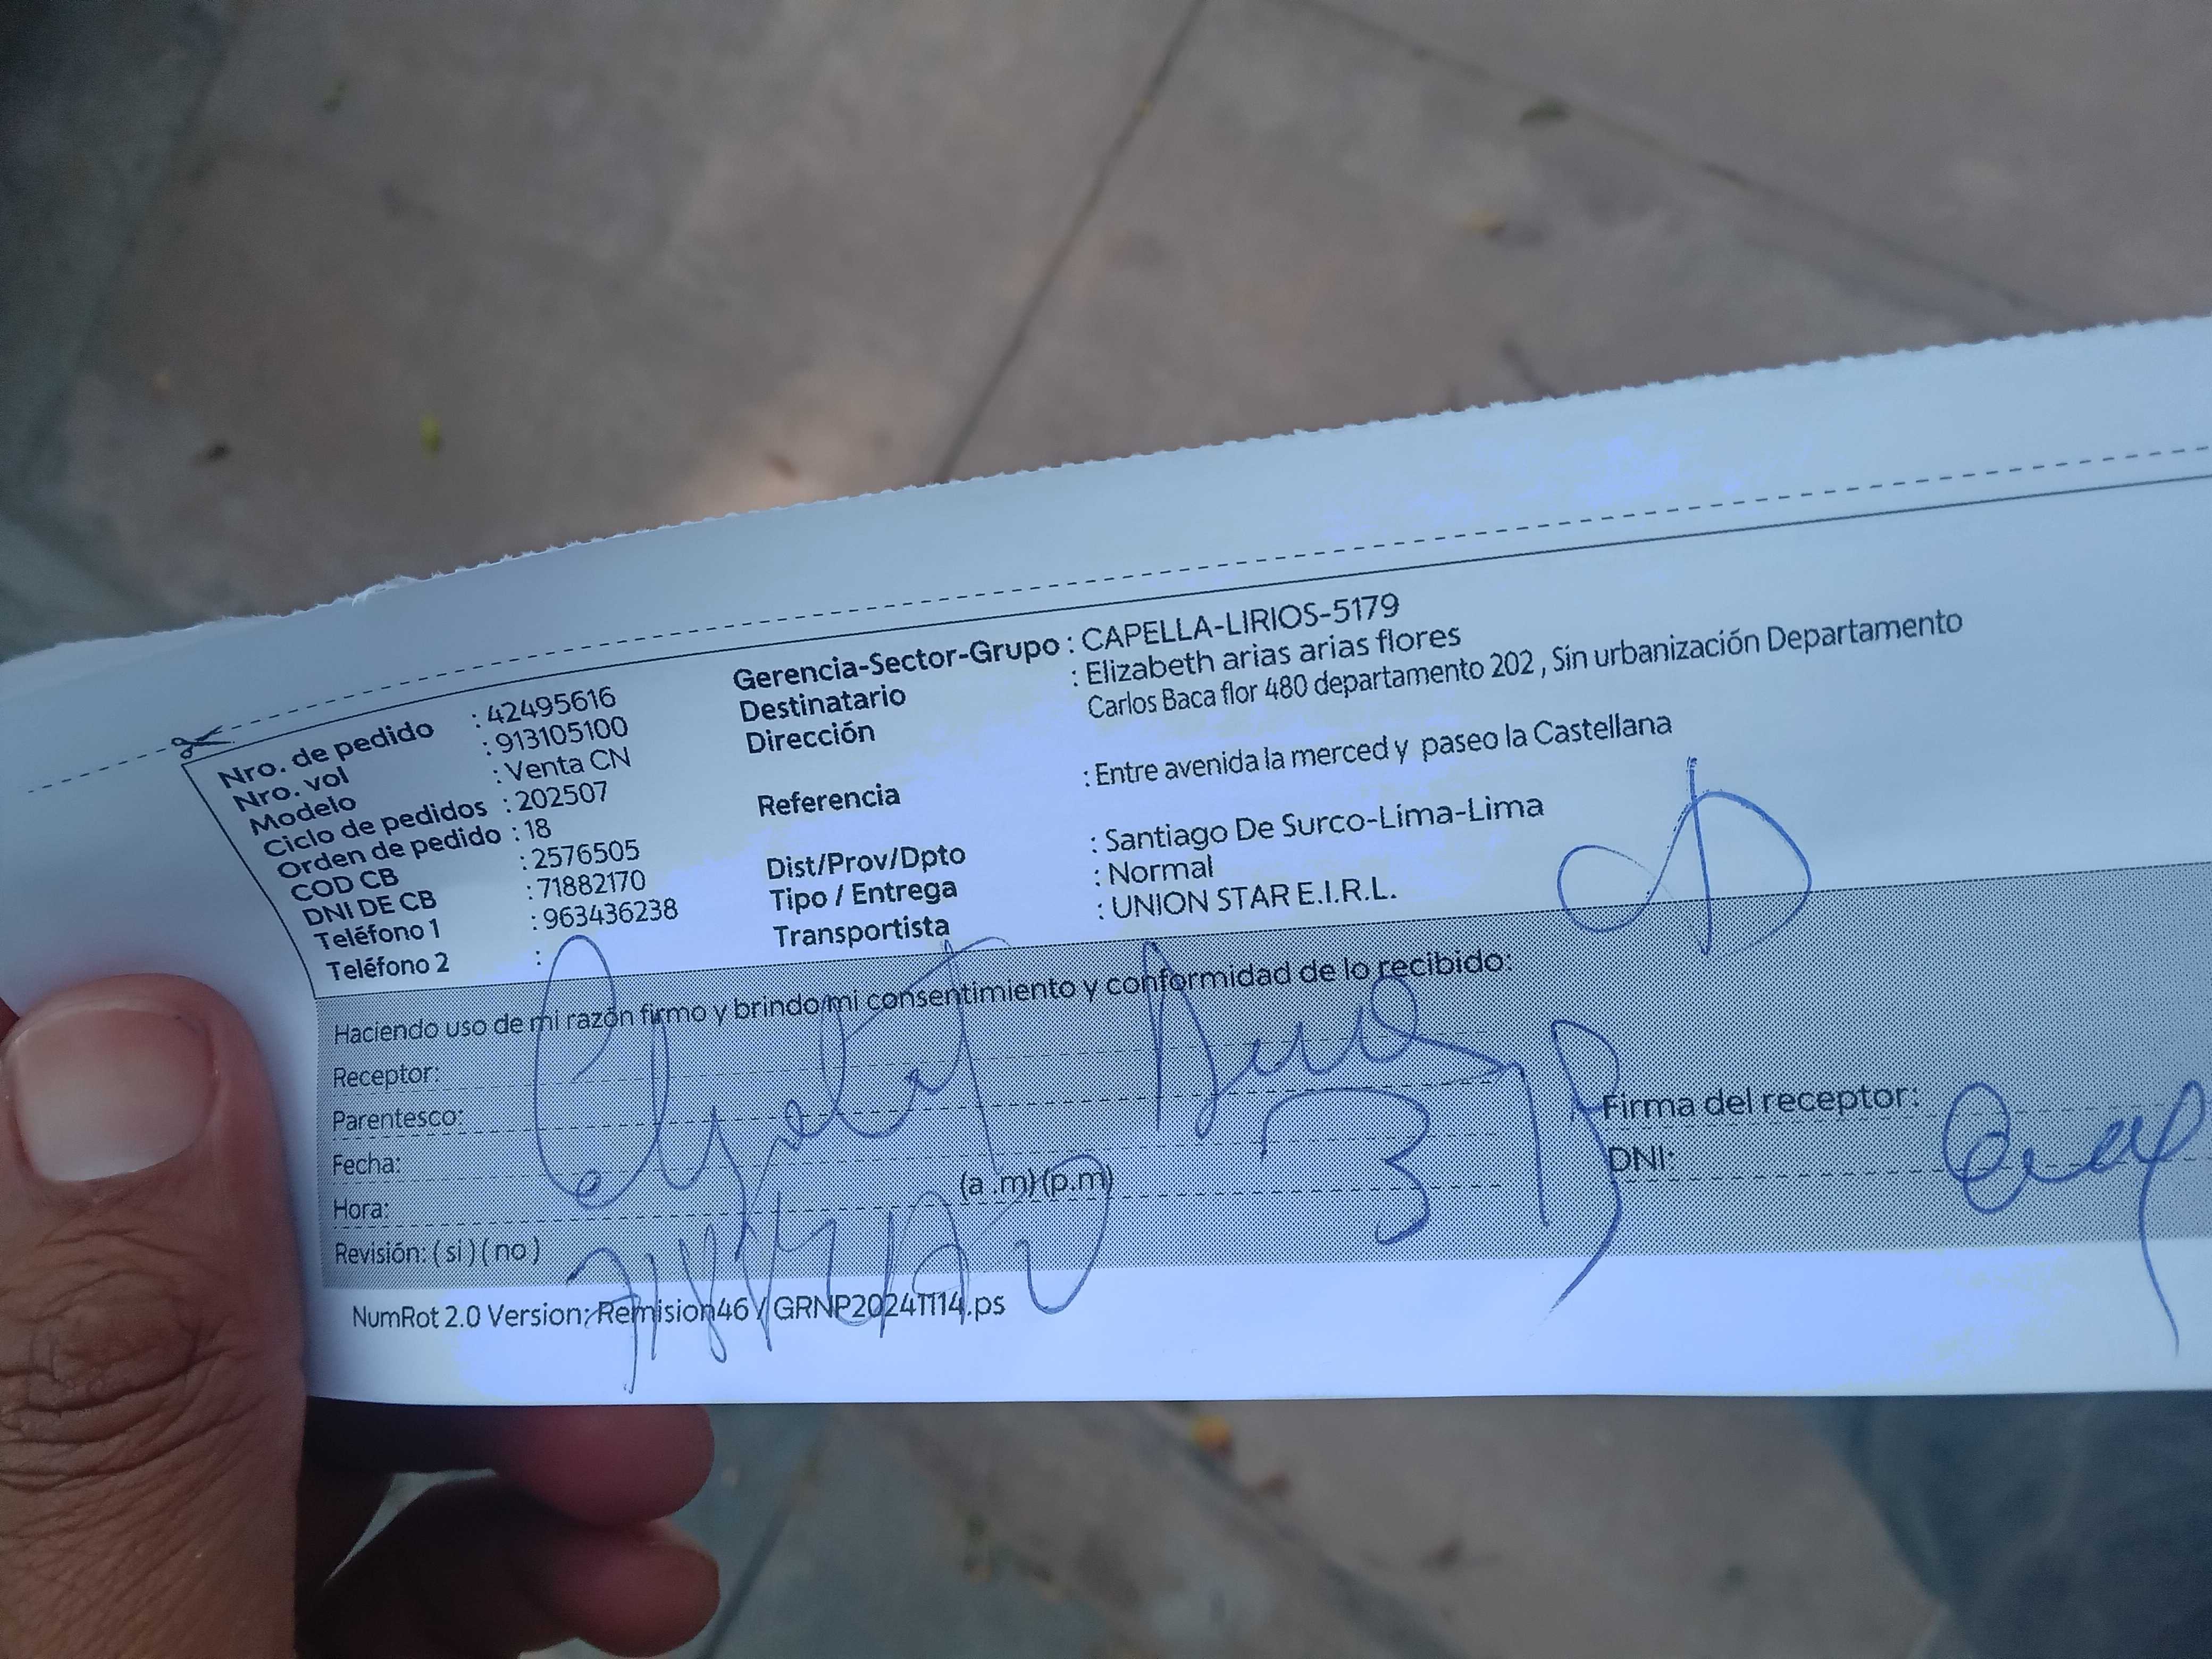 Nro. de pedido : 42495616
Nro. vol : 913105100
Modelo : Venta CN
Ciclo de pedidos : 202507
Orden de pedido : 18
COD CB : 2576505
DNI DE CB : 71882170
Teléfono 1 : 963436238
Teléfono 2 :
Gerencia-Sector-Grupo : CAPELLA-LIRIOS-5179
Destinatario : Elizabeth arias arias flores
Dirección Carlos Baca flor 480 departamento 202 , Sin urbanización Departamento
Referencia : Entre avenida la merced y paseo la Castellana
Dist/Prov/Dpto : Santiago De Surco-Lima-Lima
Tipo / Entrega : Normal
Transportista : UNION STAR E.I.R.L.
Haciendo uso de mi razón firmo y brindo mi consentimiento y conformidad de lo recibido:
Receptor:
Parentesco:
Fecha:
Hora: (a .m) (p.m)
Revisión: ( si ) ( no )
Firma del receptor:
DNI:
NumRot 2.0 Version: Remision46 / GRNP20241114.ps